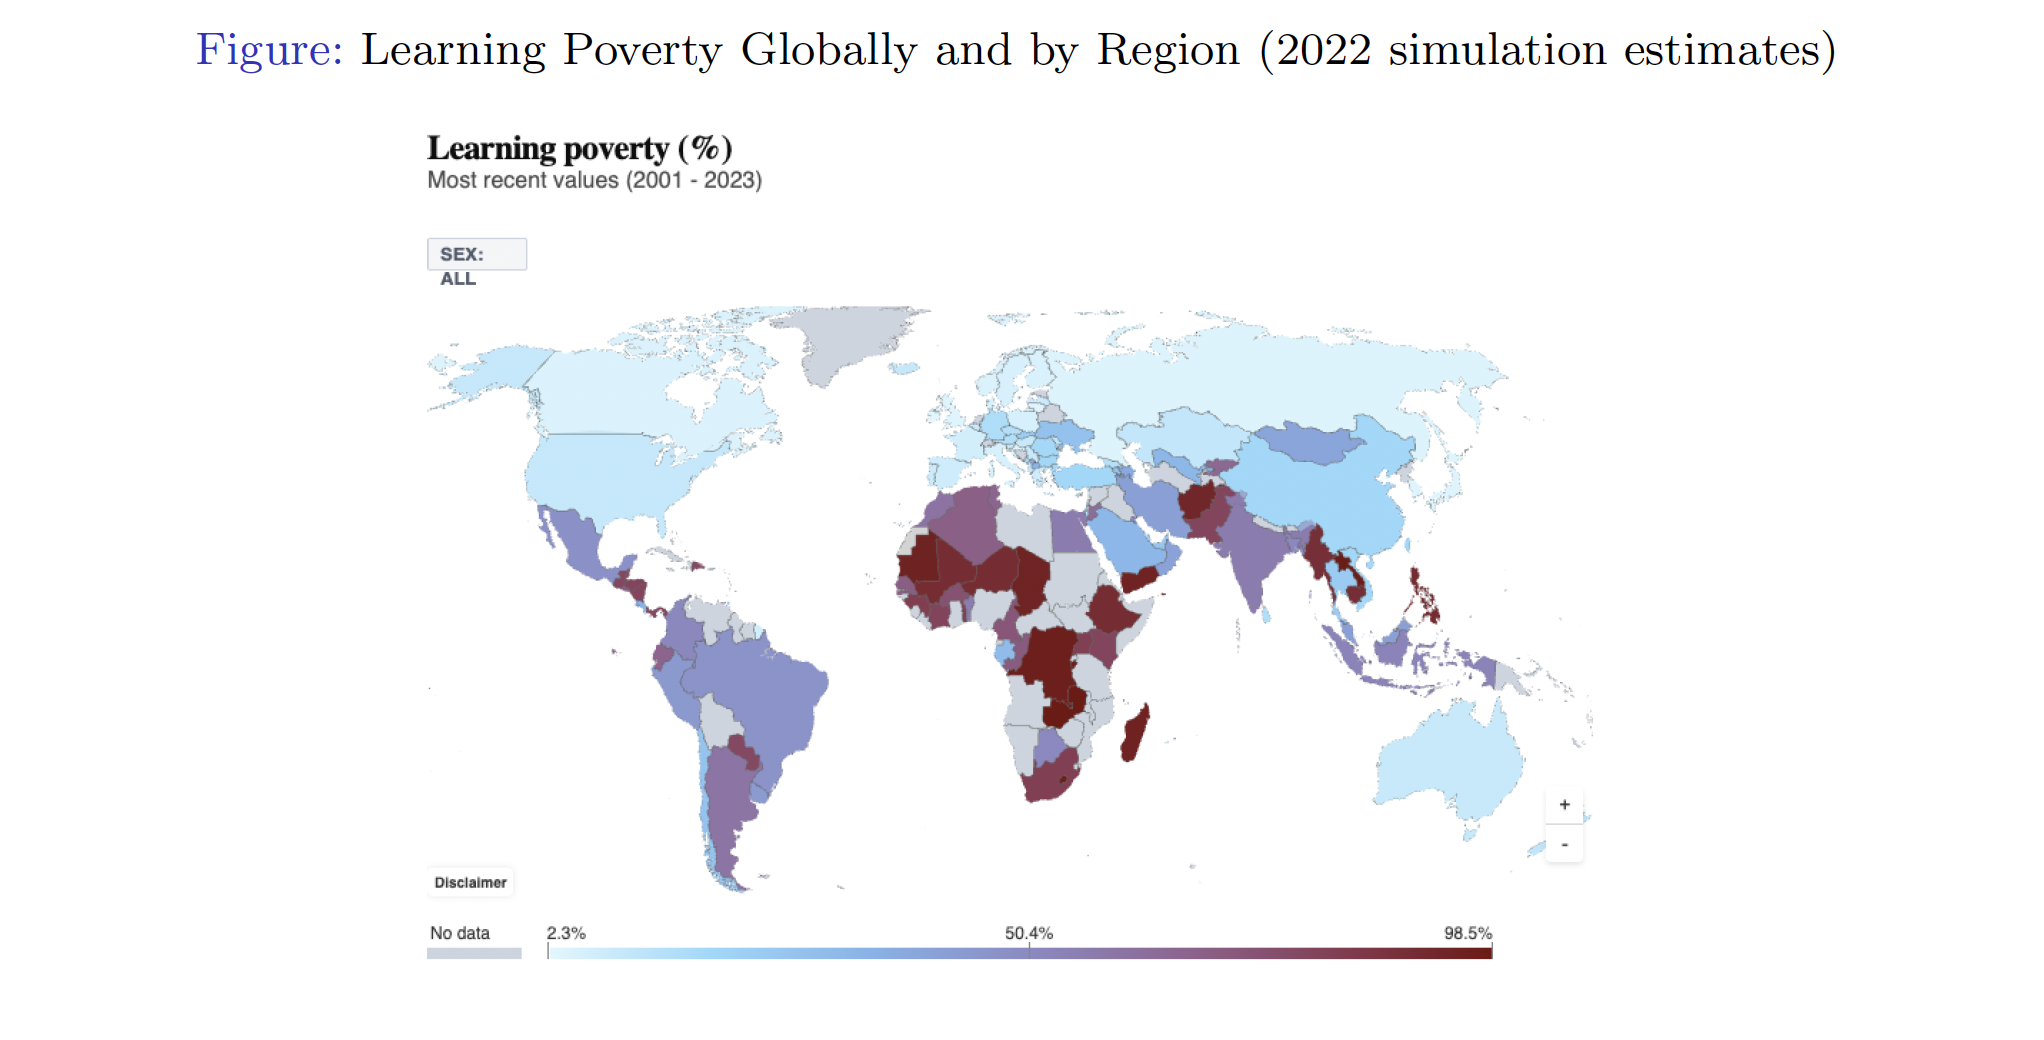 Figure: Learning Poverty Globally and by Region (2022 simulation estimates)
Learning poverty (%)
Most recent values (2001 - 2023)
SEX:
ALL
+
-
Disclaimer
No data
2.3%
50.4%
98.5%